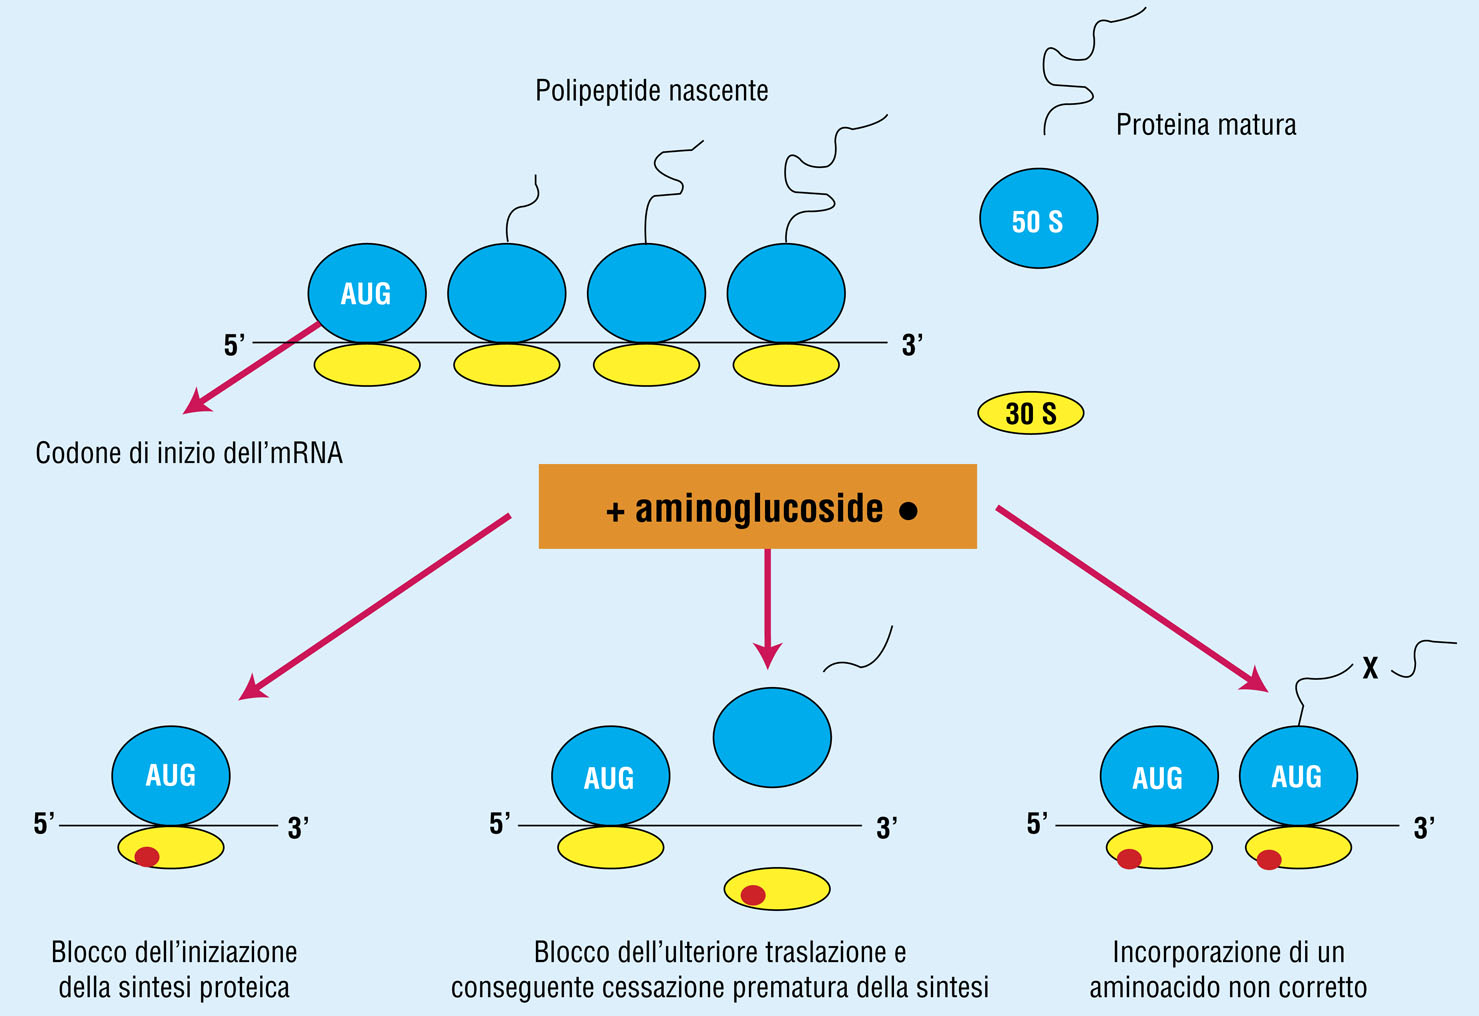 Polipeptide nascente
Proteina matura
50 S
AUG
5’
3’
30 S
Codone di inizio dell’mRNA
+ aminoglucoside
X
AUG
AUG
AUG
AUG
5’
3’
5’
3’
5’
3’
Blocco dell’iniziazione
della sintesi proteica
Blocco dell’ulteriore traslazione e
conseguente cessazione prematura della sintesi
Incorporazione di un
aminoacido non corretto